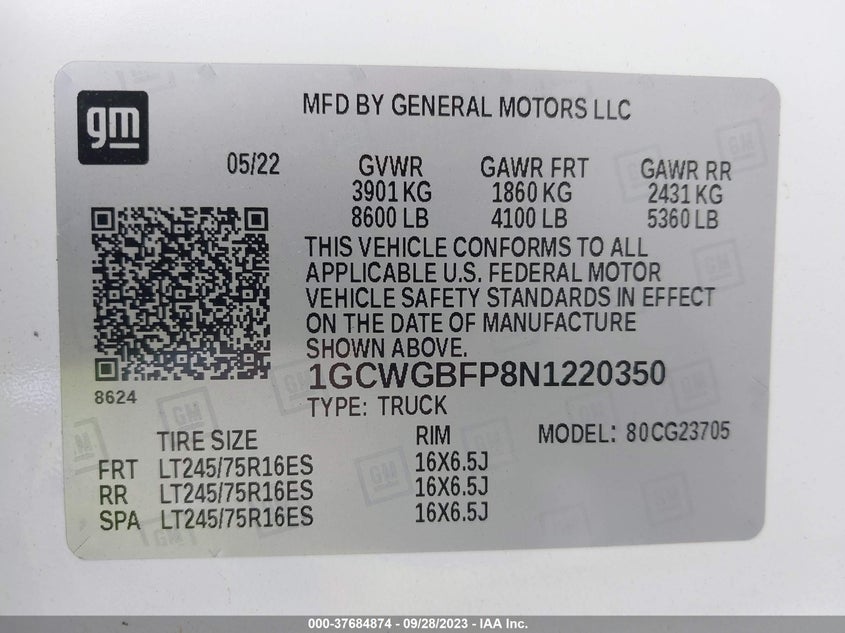 gm
MFD BY GENERAL MOTORS LLC
05/22 GVWR GAWR FRT GAWR RR
3901 KG 1860 KG 2431 KG
8600 LB 4100 LB 5360 LB
THIS VEHICLE CONFORMS TO ALL
APPLICABLE U.S. FEDERAL MOTOR
VEHICLE SAFETY STANDARDS IN EFFECT
ON THE DATE OF MANUFACTURE
SHOWN ABOVE.
1GCWGBFP8N1220350
8624
TYPE: TRUCK
TIRE SIZE RIM MODEL: 80CG23705
FRT LT245/75R16ES 16X6.5J
RR LT245/75R16ES 16X6.5J
SPA LT245/75R16ES 16X6.5J
000-37684874 / 09/28/2023 - IAA Inc.